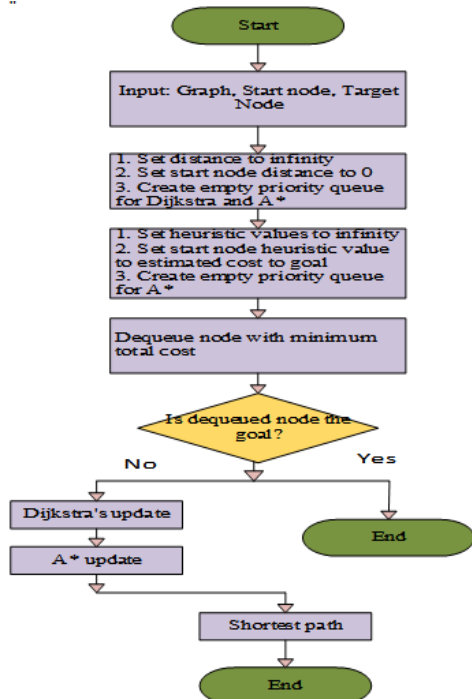 Start
Input: Graph, Start node, Target
Node
1. Set distance to infinity
2. Set start node distance to 0
3. Create empty priority queue
for Dijkstra and A*
1. Set heuristic values to infinity
2. Set start node heuristic value
to estimated cost to goal
3. Create empty priority queue
for A*
Dequeue node with minimum
total cost
Is dequeued node the
goal?
No
Yes
Dijkstra's update
End
A* update
Shortest path
End